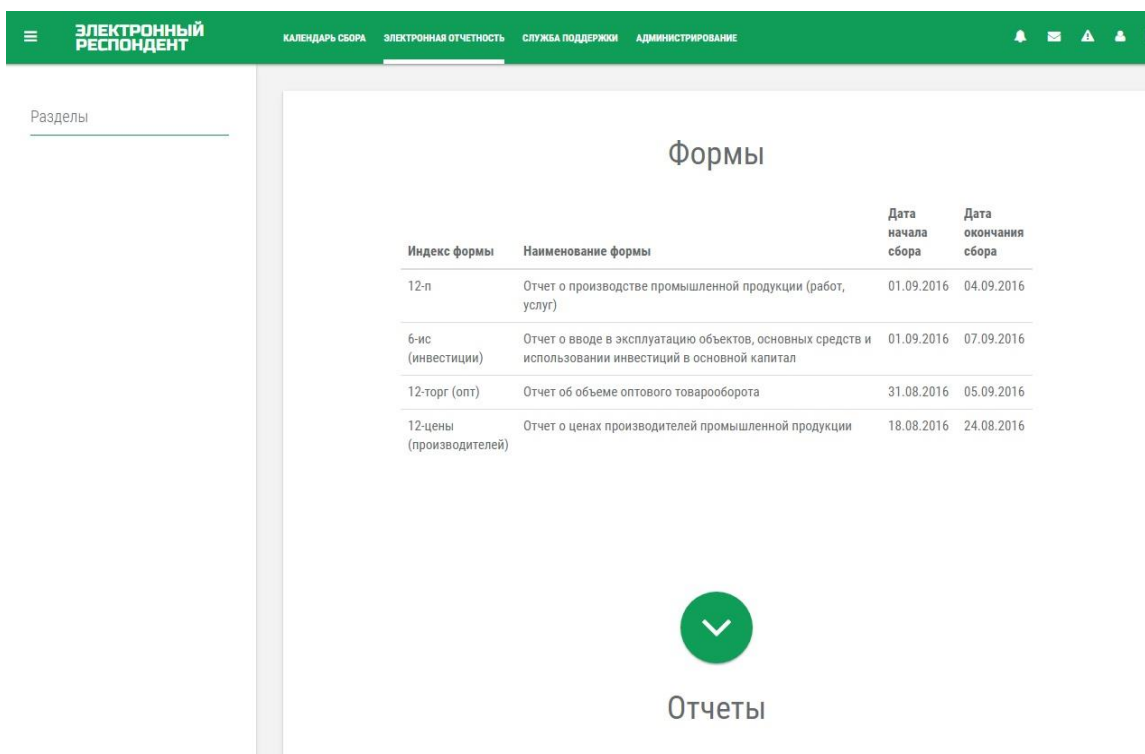 ЭЛЕКТРОННЫЙ
РЕСПОНДЕНТ
КАЛЕНДАРЬ СБОРА ЭЛЕКТРОННАЯ ОТЧЕТНОСТЬ СЛУЖБА ПОДДЕРЖКИ АДМИНИСТРИРОВАНИЕ
Разделы
Формы
Индекс формы
Наименование формы
Дата
начала
сбора
Дата
окончания
сбора
12-п
Отчет о производстве промышленной продукции (работ,
услуг)
01.09.2016 04.09.2016
6-ис
(инвестиции)
Отчет о вводе в эксплуатацию объектов, основных средств и
использовании инвестиций в основной капитал
01.09.2016 07.09.2016
12-торг (опт) Отчет об объеме оптового товарооборота 31.08.2016 05.09.2016
12-цены
(производителей)
Отчет о ценах производителей промышленной продукции 18.08.2016 24.08.2016
Отчеты